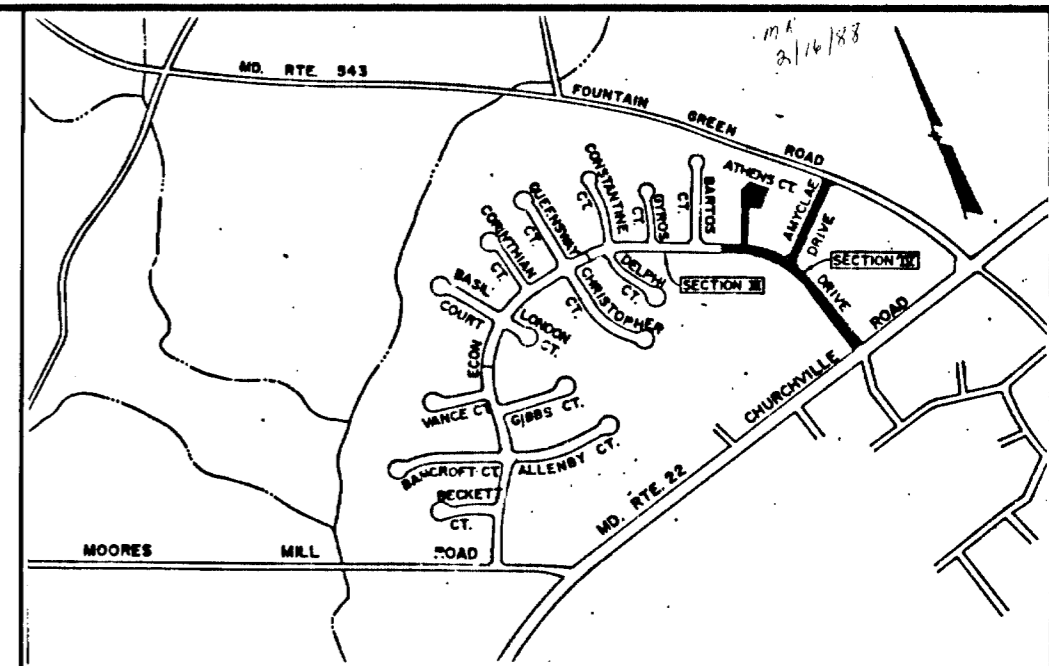 2/16/88
MD. RTE. 543
FOUNTAIN GREEN ROAD
ATHENS CT.
AMYCLAE DRIVE
BARTOS CT.
GYROS CT.
CONSTANTINE CT.
QUEENSWAY CT.
CORINTHIAN CT.
BASIL COURT
LONDON CT.
CHRISTOPHER CT.
DELPHI CT.
SECTION III
SECTION IV
DRIVE
ECON
VANCE CT.
GIBBS CT.
BANCROFT CT.
ALLENBY CT.
BECKETT CT.
MD. RTE. 22
CHURCHVILLE ROAD
MOORES MILL ROAD